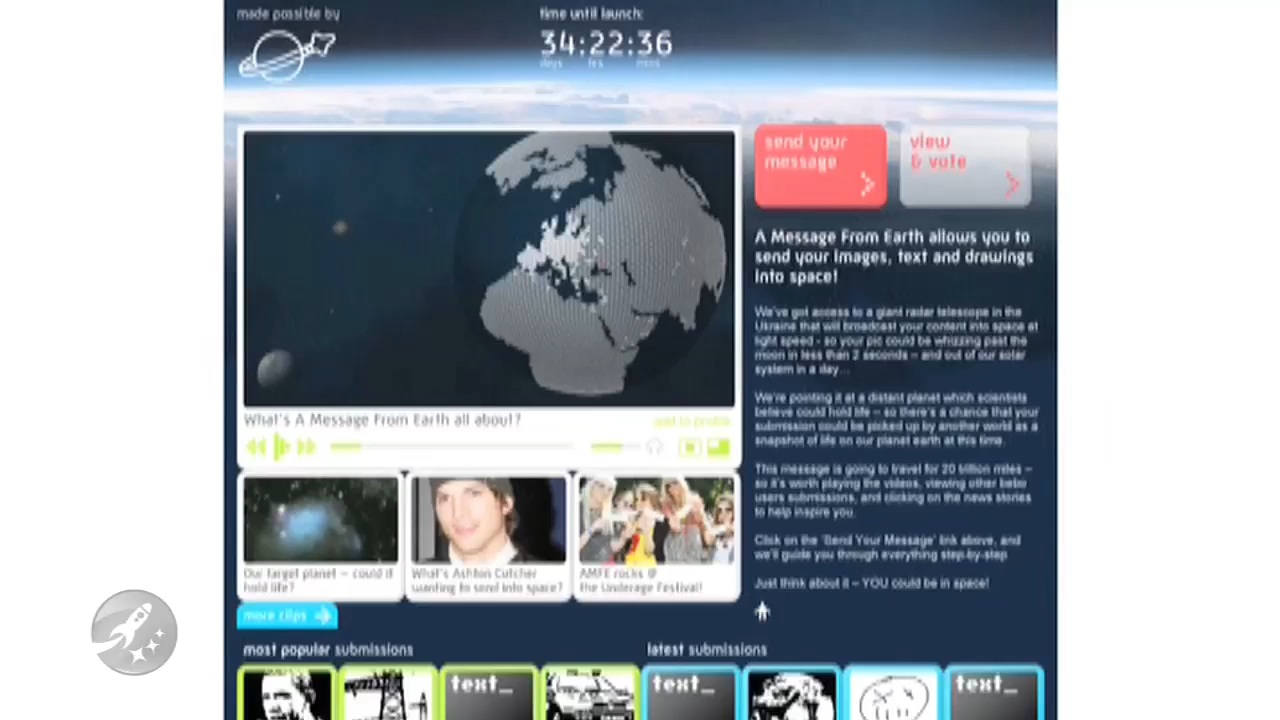 made possible by
time until launch:
34:22:36
days hrs mins
send your
message
view
& vote
A Message From Earth allows you to
send your images, text and drawings
into space!
We've got access to a giant radar telescope in the
Ukraine that will broadcast your content into space at
light speed - so your pic could be whizzing past the
moon in less than 2 seconds – and out of our solar
system in a day...
We're pointing it at a distant planet which scientists
believe could hold life – so there's a chance that your
submission could be picked up by another world as a
snapshot of life on our planet earth at this time.
This message is going to travel for 20 trillion miles –
so it's worth playing the videos, viewing other bebo
users submissions, and clicking on the news stories
to help inspire you.
Click on the 'Send Your Message' link above, and
we'll guide you through everything step-by-step
Just think about it – YOU could be in space!
What's A Message From Earth all about?
add to profile
Our target planet – could it
hold life?
What's Ashton Cutcher
wanting to send into space?
AMFE rocks @
the Underage Festival!
more clips
most popular submissions
latest submissions
text_
text_
text_